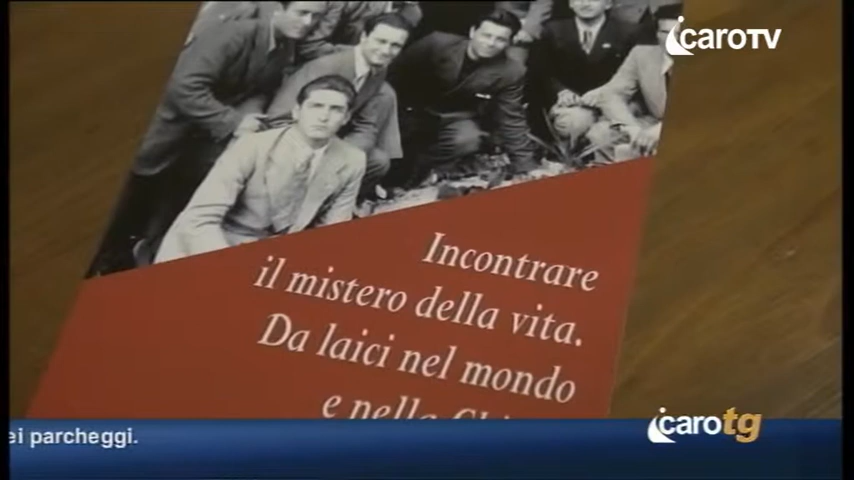 icaroTV
Incontrare
il mistero della vita.
Da laici nel mondo
e nella
ei parcheggi.
icarotg